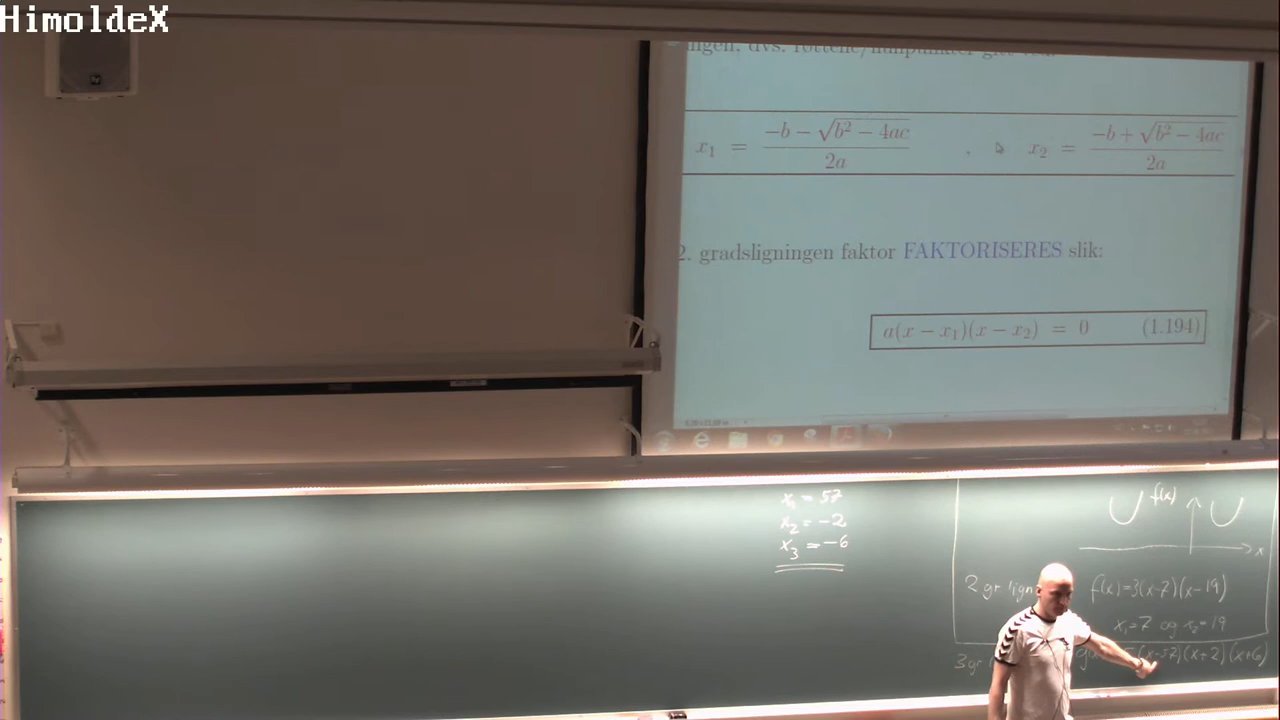 HimoldeX
x₁ = (-b - √(b² - 4ac)) / 2a , x₂ = (-b + √(b² - 4ac)) / 2a
2. gradsligningen faktor FAKTORISERES slik:
a(x - x₁)(x - x₂) = 0 (1.194)
x₁ = 57
x₂ = -2
x₃ = -6
f(x)
x
2 gr lign f(x)=3(x-7)(x-19)
x₁=7 og x₂=19
3 gr (x-57)(x+2)(x+6)